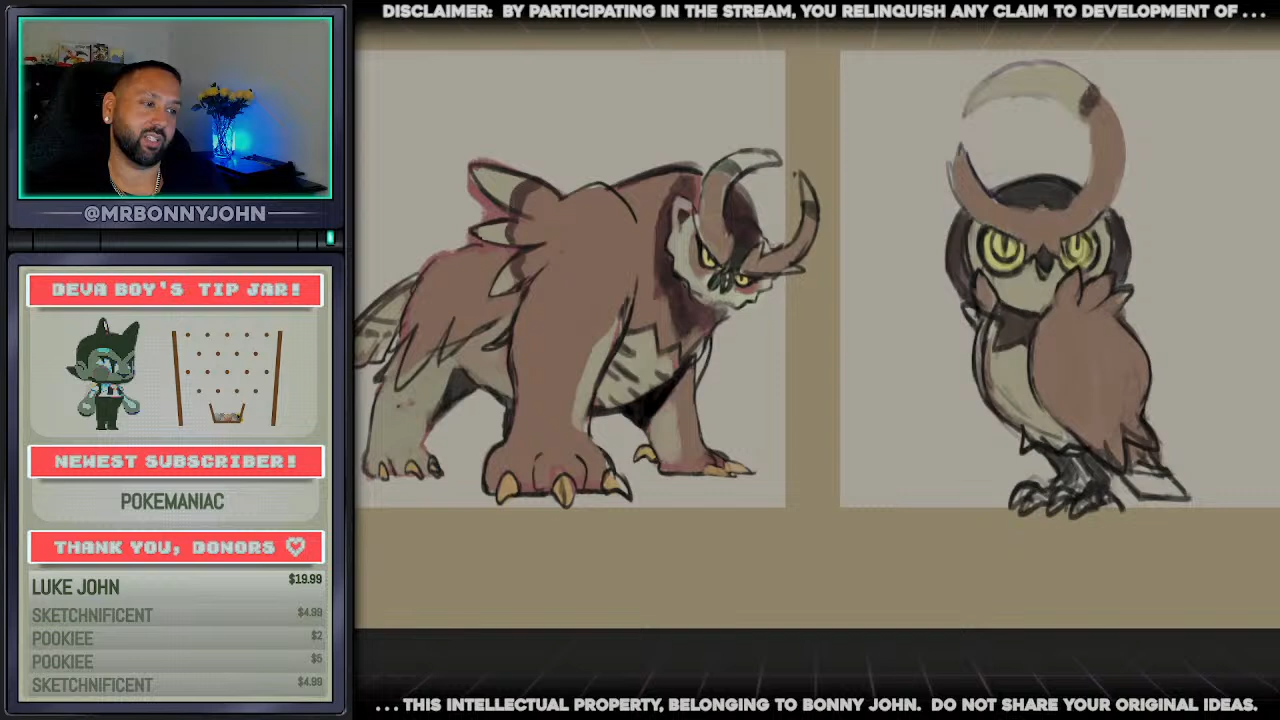 DISCLAIMER: BY PARTICIPATING IN THE STREAM, YOU RELINQUISH ANY CLAIM TO DEVELOPMENT OF . . .
@MRBONNYJOHN
DEVA BOY'S TIP JAR!
NEWEST SUBSCRIBER!
POKEMANIAC
THANK YOU, DONORS ♡
LUKE JOHN $19.99
SKETCHNIFICENT $4.99
POOKIEE $2
POOKIEE $5
SKETCHNIFICENT $4.99
. . . THIS INTELLECTUAL PROPERTY, BELONGING TO BONNY JOHN. DO NOT SHARE YOUR ORIGINAL IDEAS.